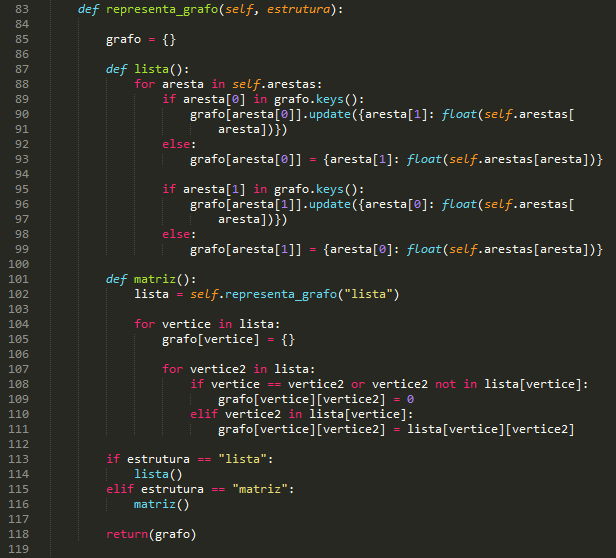 83 def representa_grafo(self, estrutura):
84
85 grafo = {}
86
87 def lista():
88 for aresta in self.arestas:
89 if aresta[0] in grafo.keys():
90 grafo[aresta[0]].update({aresta[1]: float(self.arestas[
91 aresta])})
92 else:
93 grafo[aresta[0]] = {aresta[1]: float(self.arestas[aresta])}
94
95 if aresta[1] in grafo.keys():
96 grafo[aresta[1]].update({aresta[0]: float(self.arestas[
97 aresta])})
98 else:
99 grafo[aresta[1]] = {aresta[0]: float(self.arestas[aresta])}
100
101 def matriz():
102 lista = self.representa_grafo("lista")
103
104 for vertice in lista:
105 grafo[vertice] = {}
106
107 for vertice2 in lista:
108 if vertice == vertice2 or vertice2 not in lista[vertice]:
109 grafo[vertice][vertice2] = 0
110 elif vertice2 in lista[vertice]:
111 grafo[vertice][vertice2] = lista[vertice][vertice2]
112
113 if estrutura == "lista":
114 lista()
115 elif estrutura == "matriz":
116 matriz()
117
118 return(grafo)
119